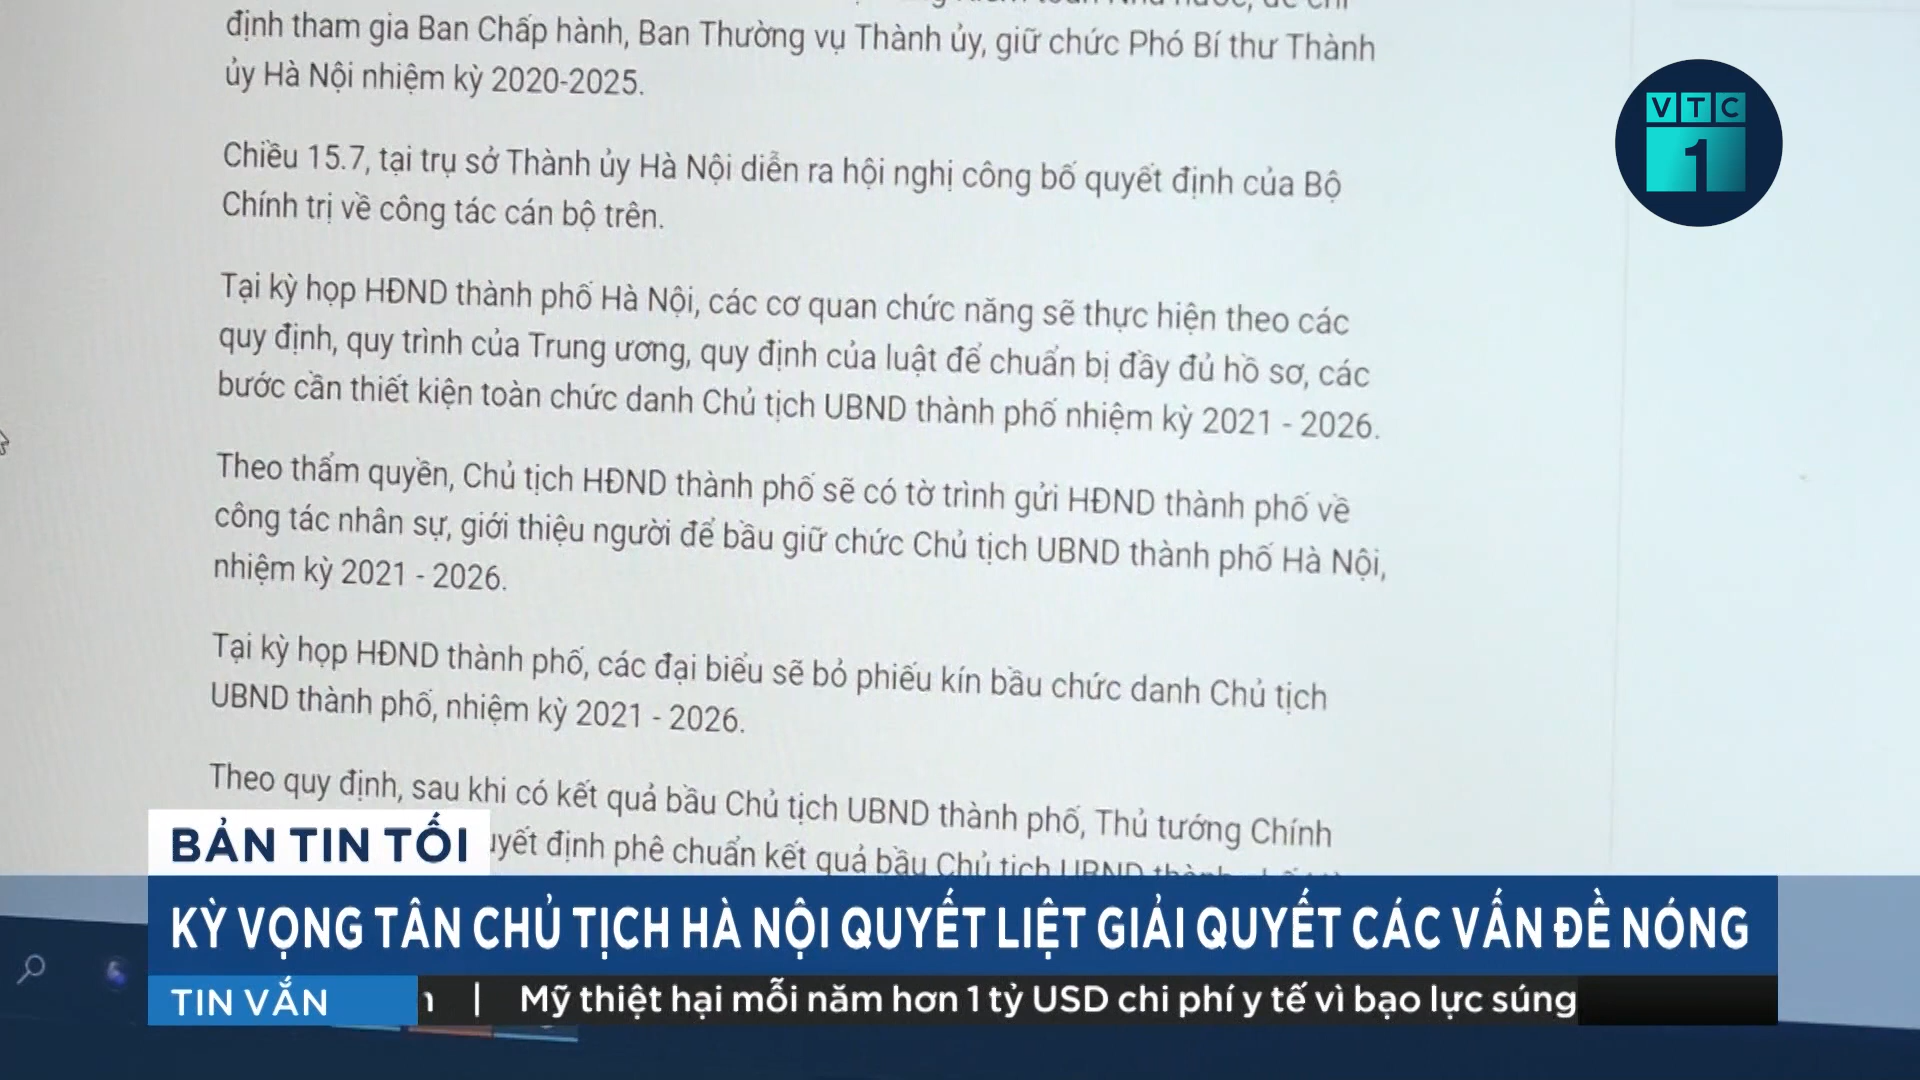 định tham gia Ban Chấp hành, Ban Thường vụ Thành ủy, giữ chức Phó Bí thư Thành
ủy Hà Nội nhiệm kỳ 2020-2025.
Chiều 15.7, tại trụ sở Thành ủy Hà Nội diễn ra hội nghị công bố quyết định của Bộ
Chính trị về công tác cán bộ trên.
Tại kỳ họp HĐND thành phố Hà Nội, các cơ quan chức năng sẽ thực hiện theo các
quy định, quy trình của Trung ương, quy định của luật để chuẩn bị đầy đủ hồ sơ, các
bước cần thiết kiện toàn chức danh Chủ tịch UBND thành phố nhiệm kỳ 2021 - 2026.
Theo thẩm quyền, Chủ tịch HĐND thành phố sẽ có tờ trình gửi HĐND thành phố về
công tác nhân sự, giới thiệu người để bầu giữ chức Chủ tịch UBND thành phố Hà Nội,
nhiệm kỳ 2021 - 2026.
Tại kỳ họp HĐND thành phố, các đại biểu sẽ bỏ phiếu kín bầu chức danh Chủ tịch
UBND thành phố, nhiệm kỳ 2021 - 2026.
Theo quy định, sau khi có kết quả bầu Chủ tịch UBND thành phố, Thủ tướng Chính
định phê chuẩn kết quả bầu Chủ tịch UBND
VTC
1
BẢN TIN TỐI
KỲ VỌNG TÂN CHỦ TỊCH HÀ NỘI QUYẾT LIỆT GIẢI QUYẾT CÁC VẤN ĐỀ NÓNG
TIN VẮN | Mỹ thiệt hại mỗi năm hơn 1 tỷ USD chi phí y tế vì bạo lực súng